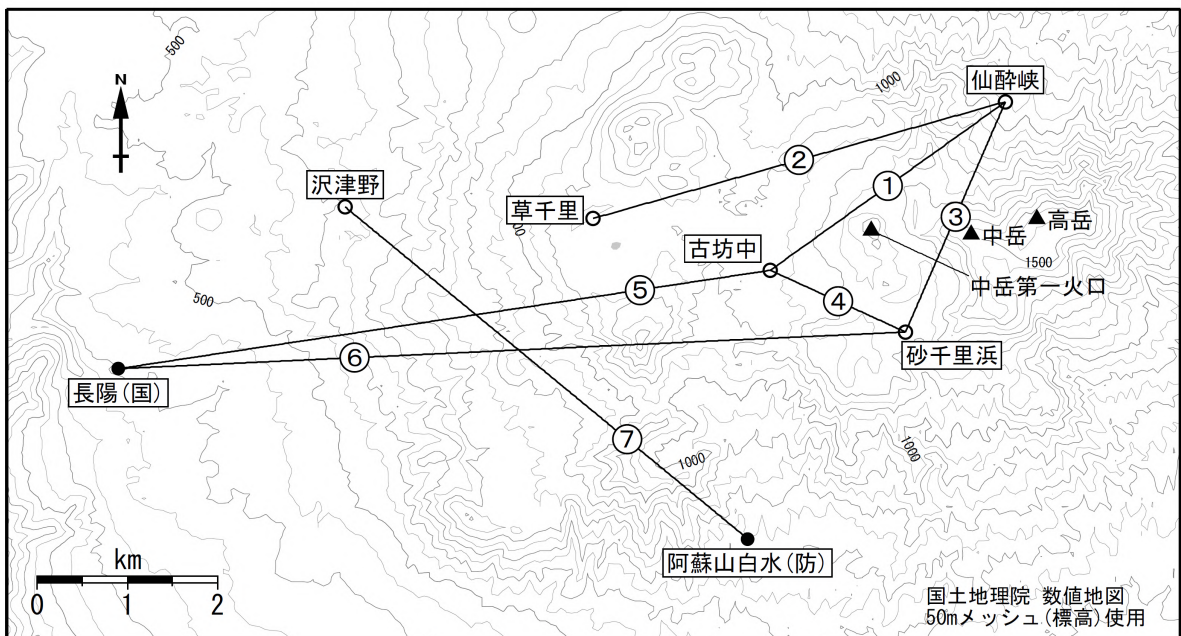 500
N
1000
仙酔峡
②
沢津野
①
草千里
00
③
高岳
中岳
古坊中
1500
⑤
④
中岳第一火口
500
⑥
砂千里浜
長陽(国)
⑦
1000
1000
km
阿蘇山白水(防)
0 1 2
国土地理院 数値地図
50mメッシュ(標高)使用